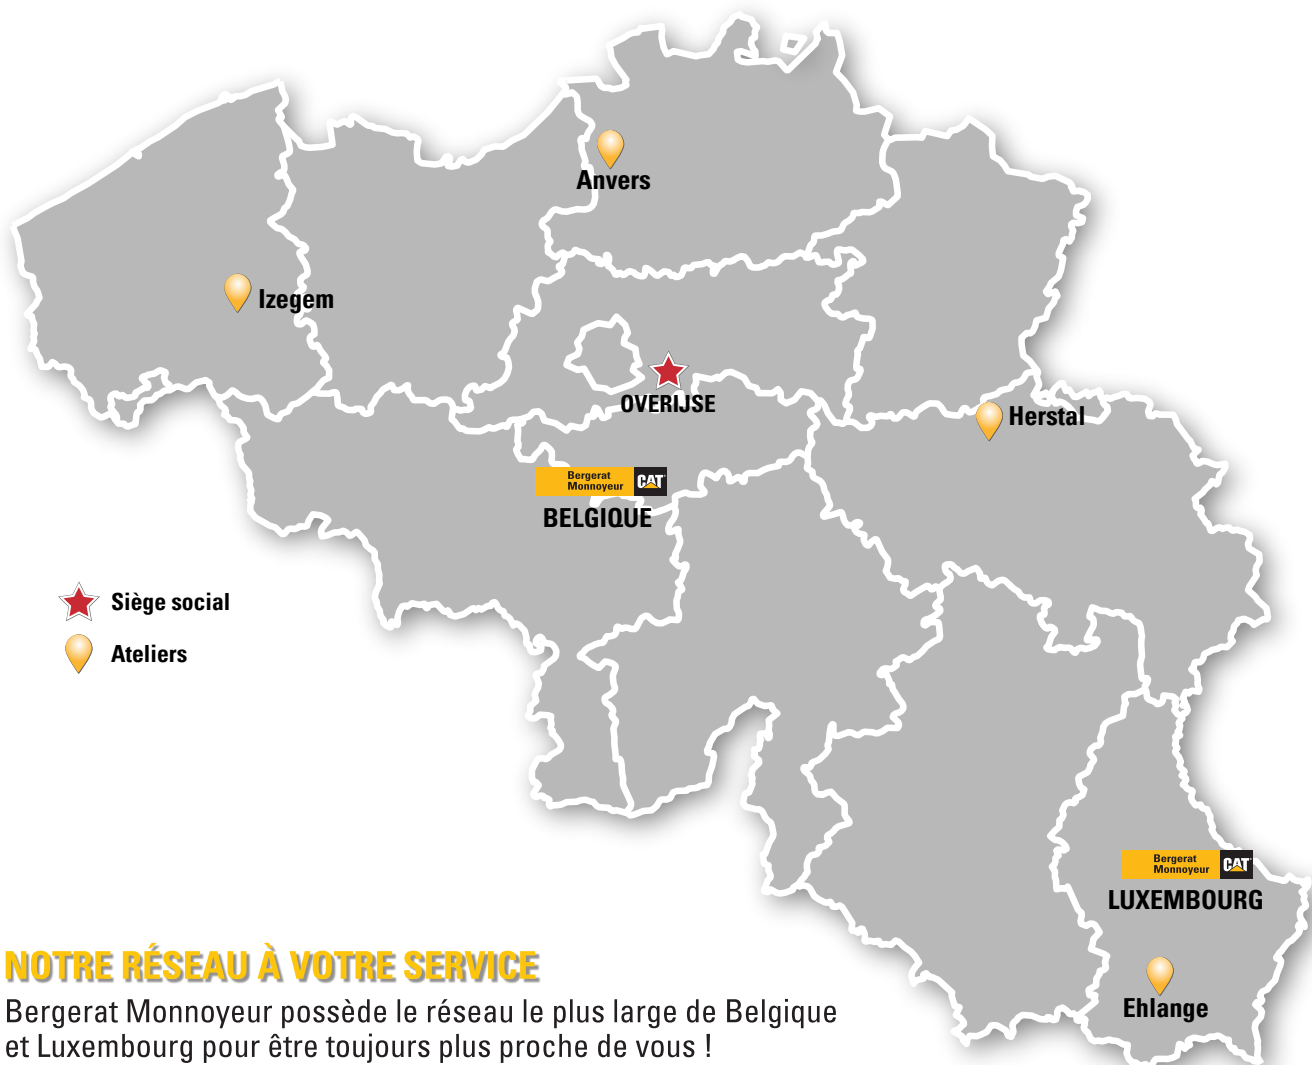 Anvers
Izegem
OVERIJSE
Herstal
Bergerat
Monnoyeur CAT
BELGIQUE
Siège social
Ateliers
Bergerat
Monnoyeur CAT
LUXEMBOURG
Ehlange
NOTRE RÉSEAU À VOTRE SERVICE
Bergerat Monnoyeur possède le réseau le plus large de Belgique
et Luxembourg pour être toujours plus proche de vous !